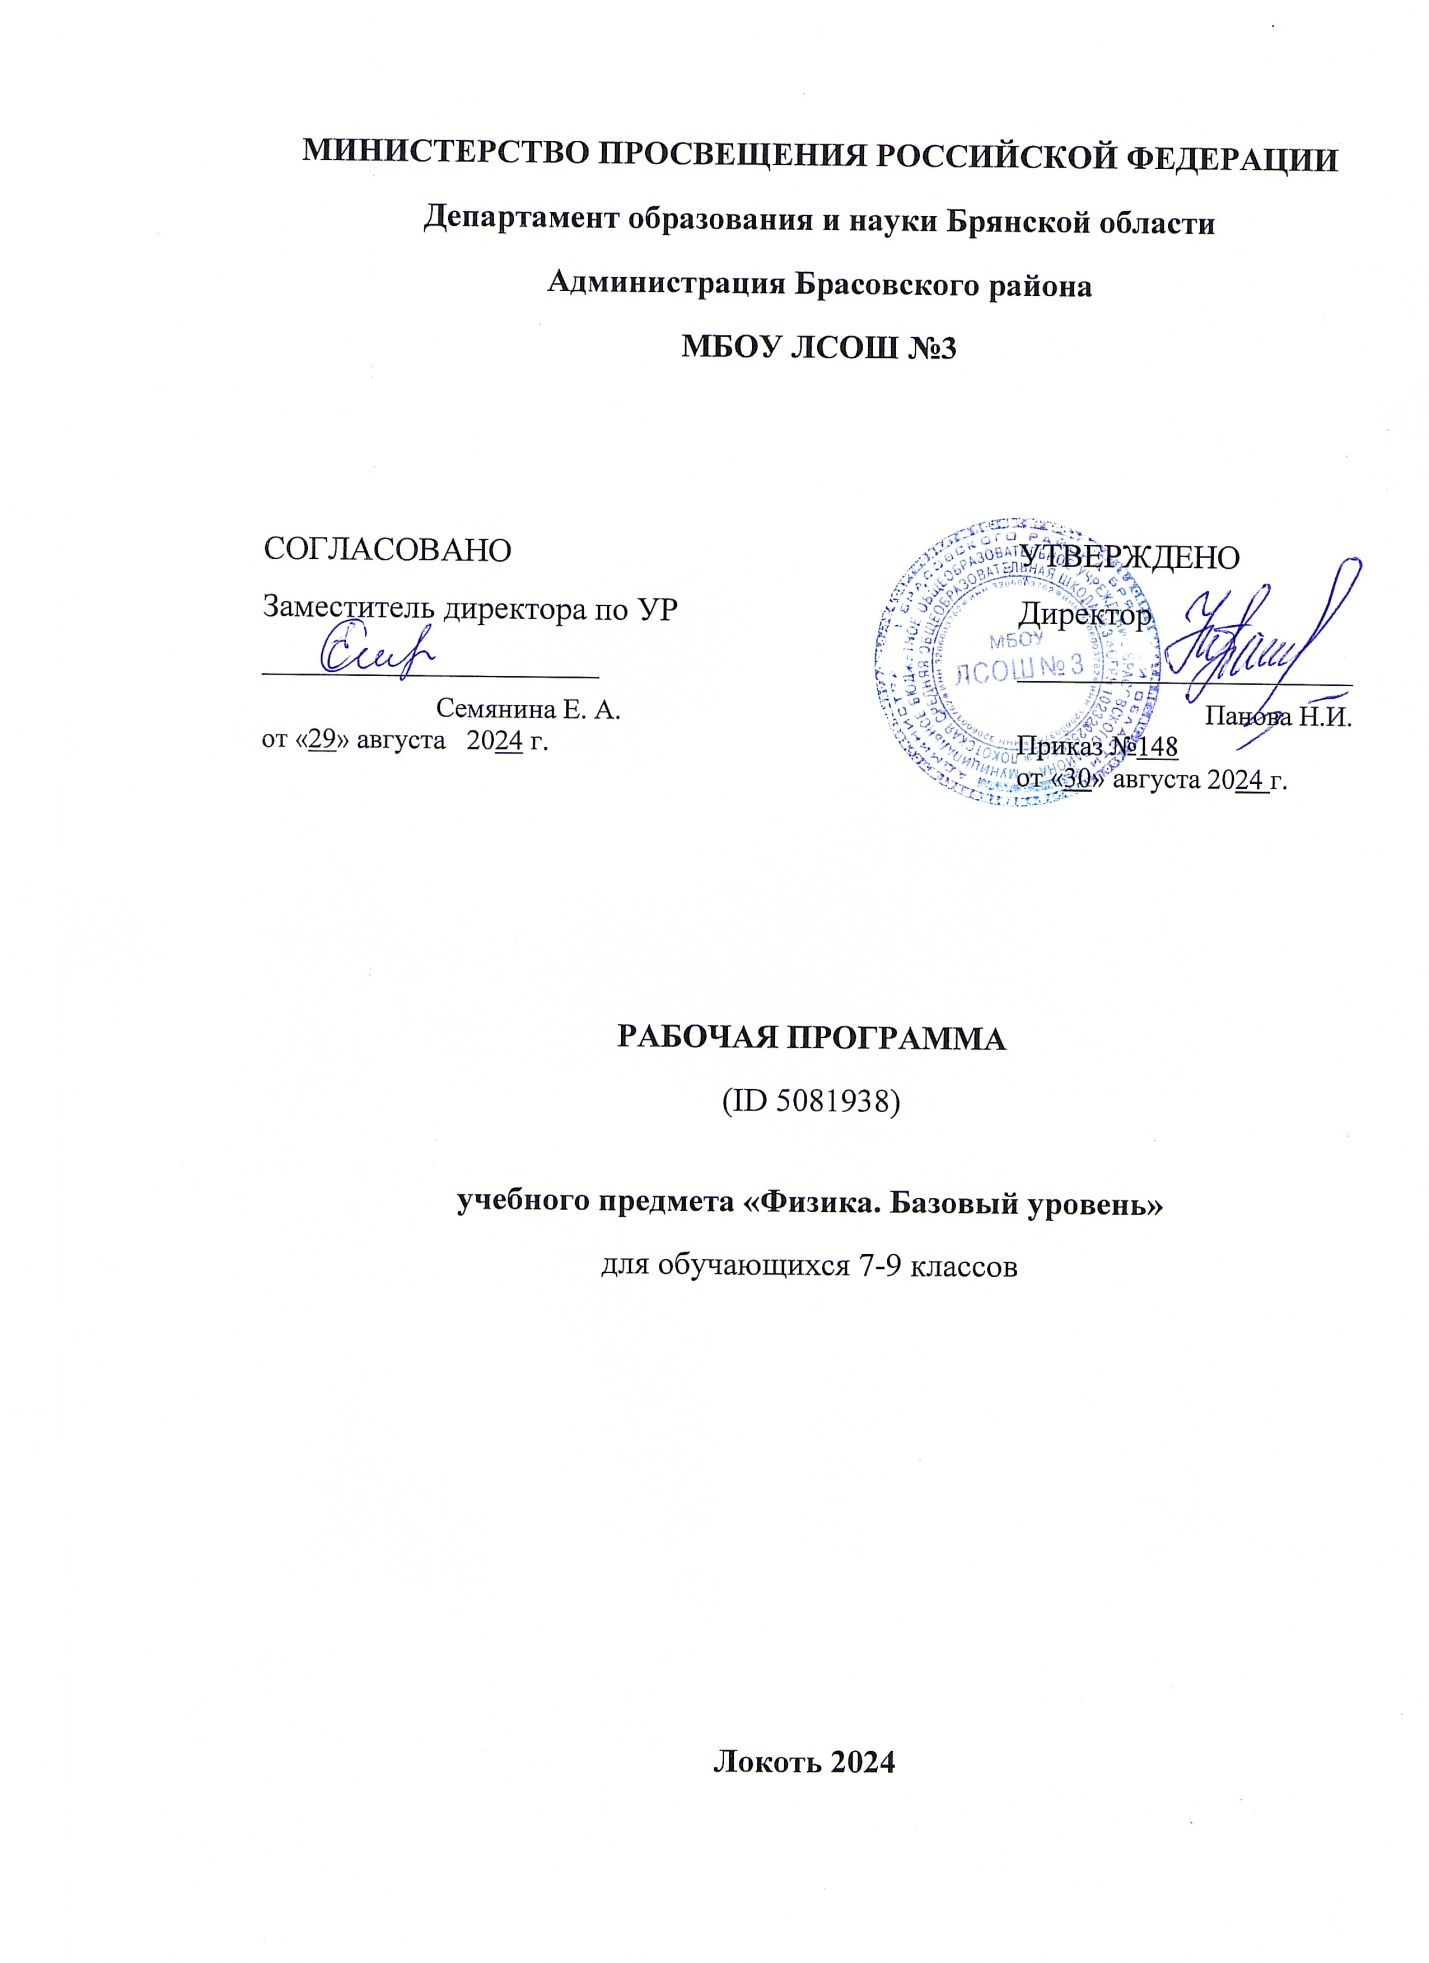 МИНИСТЕРСТВО ПРОСВЕЩЕНИЯ РОССИЙСКОЙ ФЕДЕРАЦИИ
Департамент образования и науки Брянской области
Администрация Брасовского района
МБОУ ЛСОШ №3
СОГЛАСОВАНО
Заместитель директора по УР
Семянина Е. А.
от «29» августа 2024 г.
УТВЕРЖДЕНО
Директор
Панова Н.И.
Приказ №148
от «30» августа 2024 г.
МБОУ
ЛСОШ №3
РАБОЧАЯ ПРОГРАММА
(ID 5081938)
учебного предмета «Физика. Базовый уровень»
для обучающихся 7-9 классов
Локоть 2024